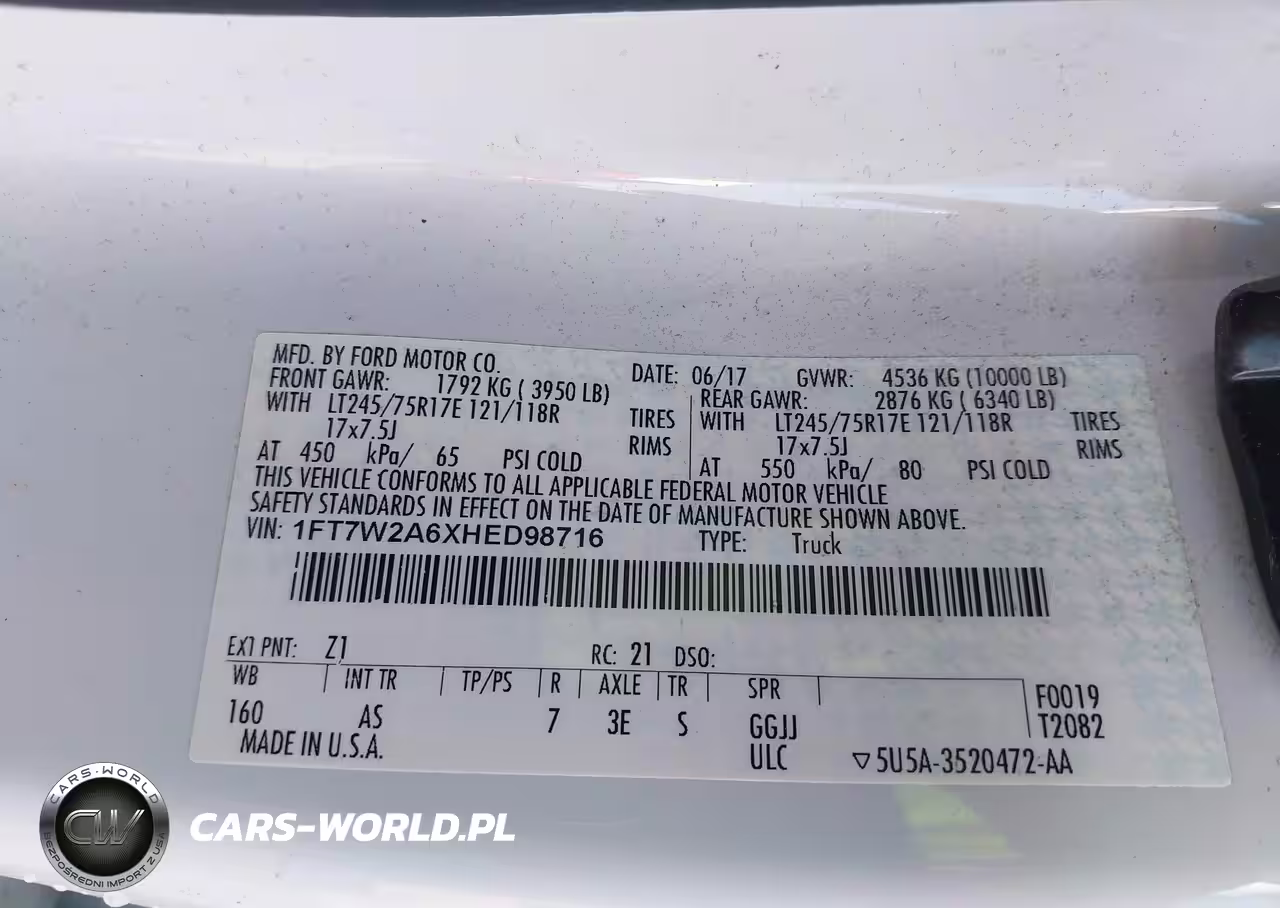 MFD. BY FORD MOTOR CO.
DATE: 06/17 GVWR: 4536 KG (10000 LB)
FRONT GAWR: 1792 KG ( 3950 LB)
WITH LT245/75R17E 121/118R TIRES
17x7.5J RIMS
AT 450 kPa/ 65 PSI COLD
REAR GAWR: 2876 KG ( 6340 LB)
WITH LT245/75R17E 121/118R TIRES
17x7.5J RIMS
AT 550 kPa/ 80 PSI COLD
THIS VEHICLE CONFORMS TO ALL APPLICABLE FEDERAL MOTOR VEHICLE
SAFETY STANDARDS IN EFFECT ON THE DATE OF MANUFACTURE SHOWN ABOVE.
VIN: 1FT7W2A6XHED98716 TYPE: Truck
EXT PNT: Z1 RC: 21 DSO:
WB INT TR TP/PS R AXLE TR SPR
160 AS 7 3E S GGJJ
F0019
T2082
MADE IN U.S.A. ULC ▽5U5A-3520472-AA
CARS-WORLD
CW
BEZPOŚREDNI IMPORT Z USA
CARS-WORLD.PL